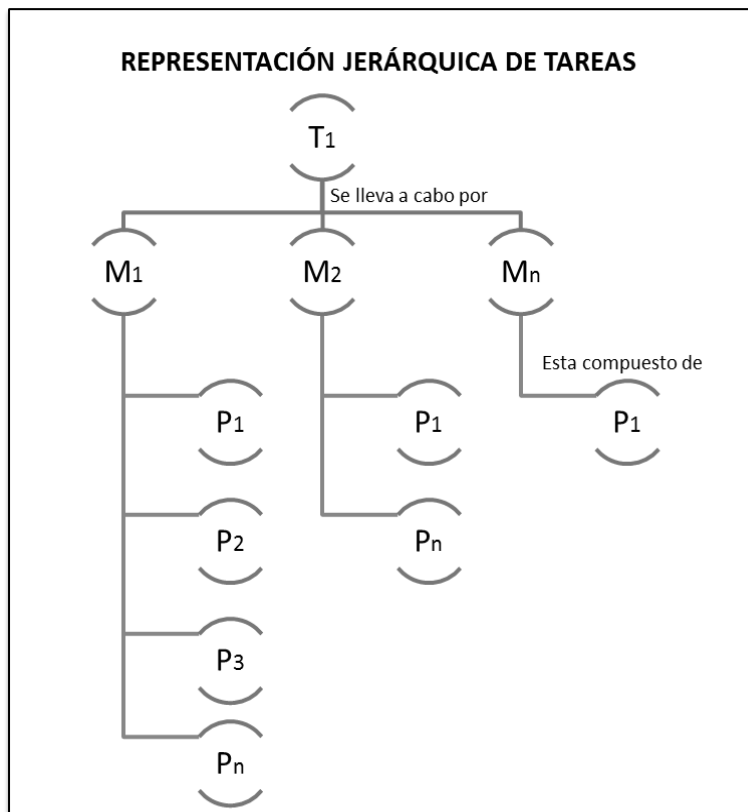 REPRESENTACIÓN JERÁRQUICA DE TAREAS
T1
Se lleva a cabo por
M1
M2
Mn
Esta compuesto de
P1
P1
P1
P2
Pn
P3
Pn